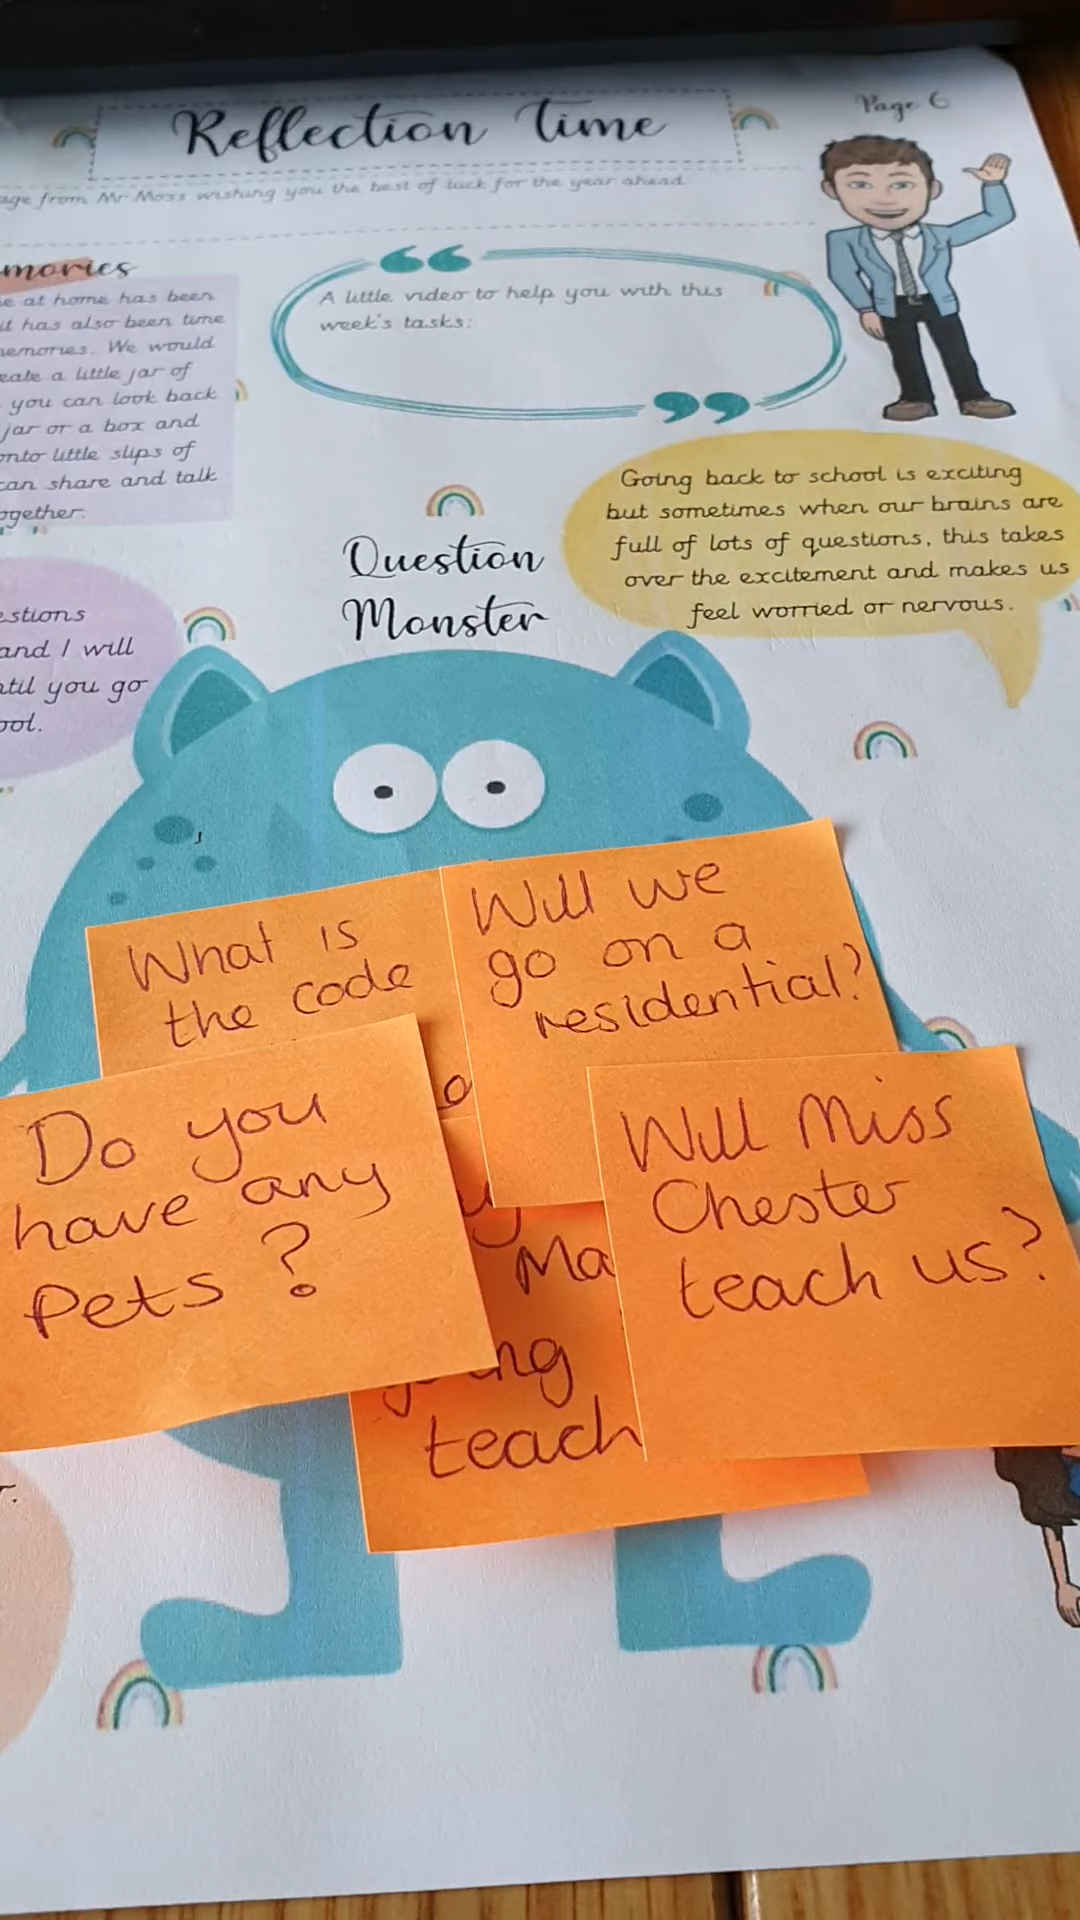 Reflection Time
Page 6
age from Mr Moss wishing you the best of luck for the year ahead.
mories
e at home has been
it has also been time
memories. We would
eate a little jar of
you can look back
jar or a box and
onto little slips of
can share and talk
ogether.
A little video to help you with this
week's tasks:
Going back to school is exciting
but sometimes when our brains are
full of lots of questions, this takes
over the excitement and makes us
feel worried or nervous.
Question
Monster
estions
and I will
ntil you go
ool.
What is
the code
Will we
go on a
residential?
Do you
have any
pets?
Will Miss
Chester
teach us?
Ma
ng
teach